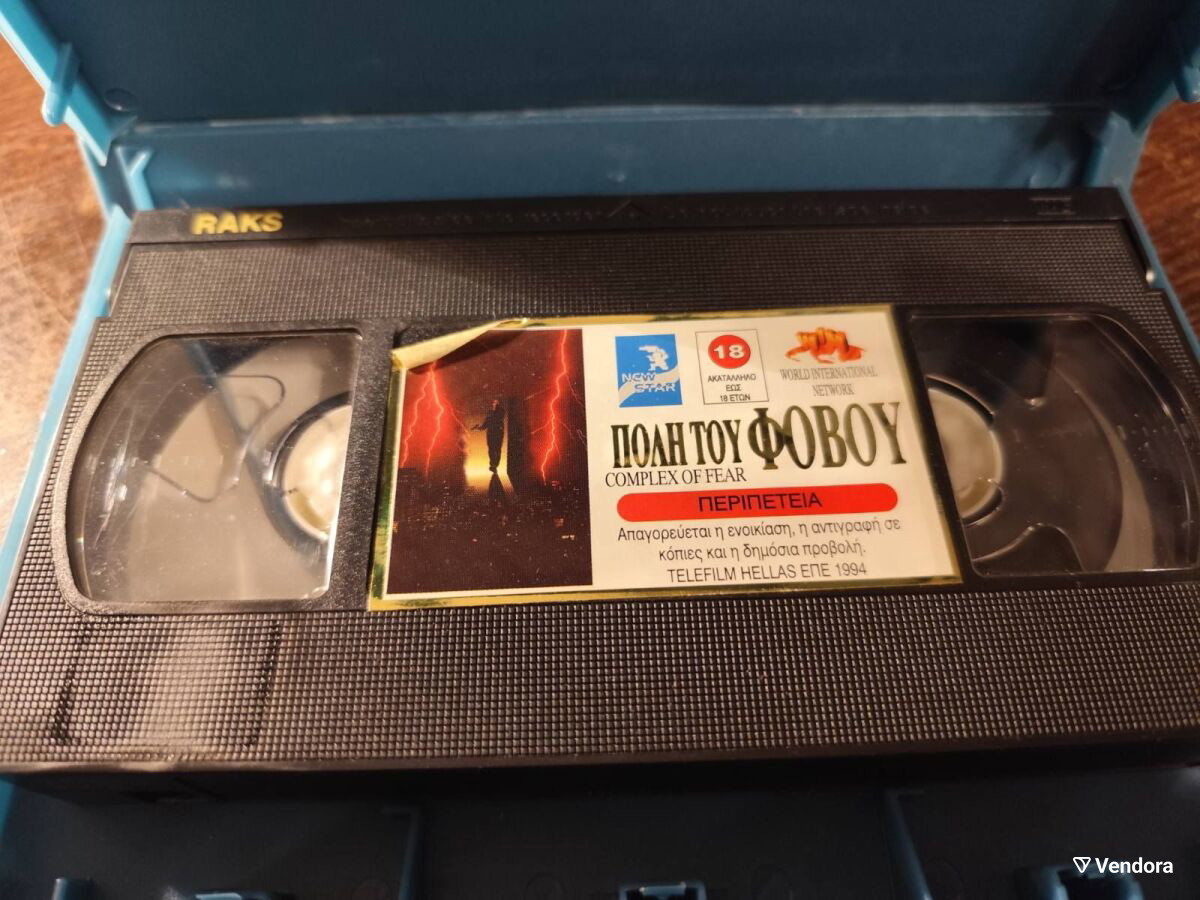 RAKS
NEW STAR
18
ΑΚΑΤΑΛΛΗΛΟ
ΕΩΣ
18 ΕΤΩΝ
WIN
WORLD INTERNATIONAL
NETWORK
ΠΟΛΗ ΤΟΥ ΦΟΒΟΥ
COMPLEX OF FEAR
ΠΕΡΙΠΕΤΕΙΑ
Απαγορεύεται η ενοικίαση, η αντιγραφή σε
κόπιες και η δημόσια προβολή.
TELEFILM HELLAS ΕΠΕ 1994
Vendora